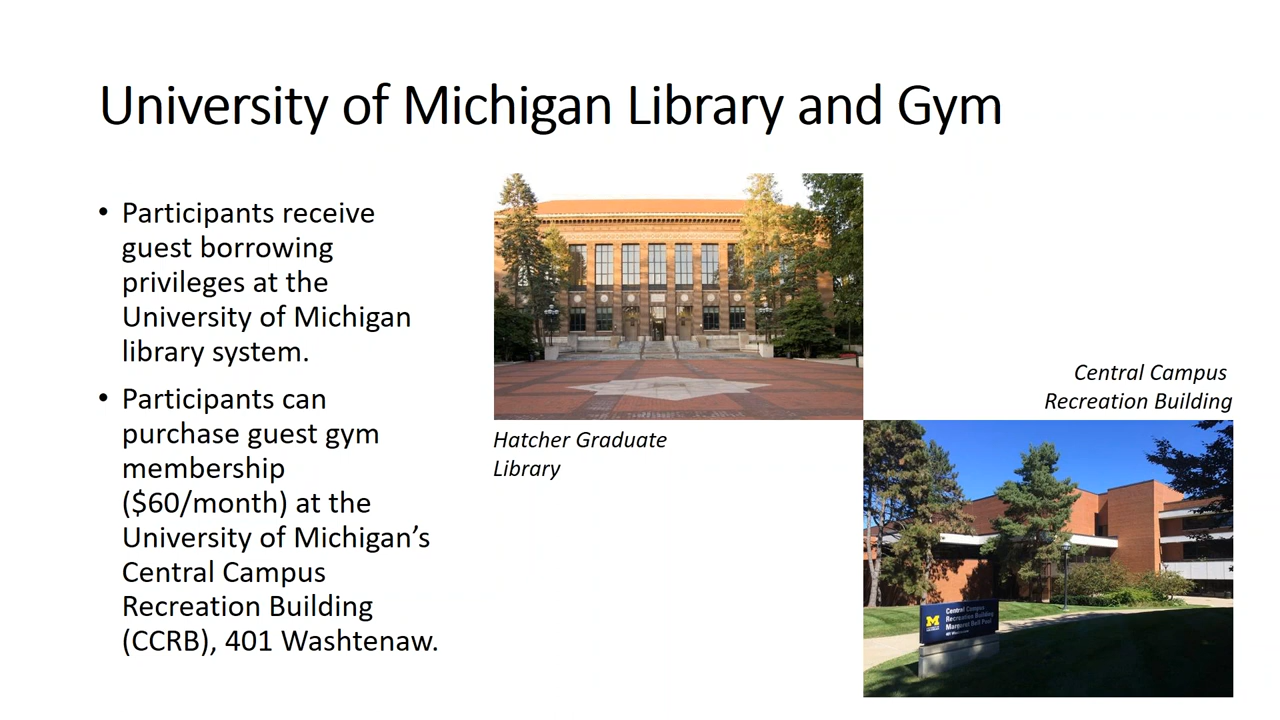 University of Michigan Library and Gym
• Participants receive
guest borrowing
privileges at the
University of Michigan
library system.
• Participants can
purchase guest gym
membership
($60/month) at the
University of Michigan’s
Central Campus
Recreation Building
(CCRB), 401 Washtenaw.
Hatcher Graduate
Library
Central Campus
Recreation Building
M
Central Campus
Recreation Building
Margaret Bell Pool
401 Washtenaw